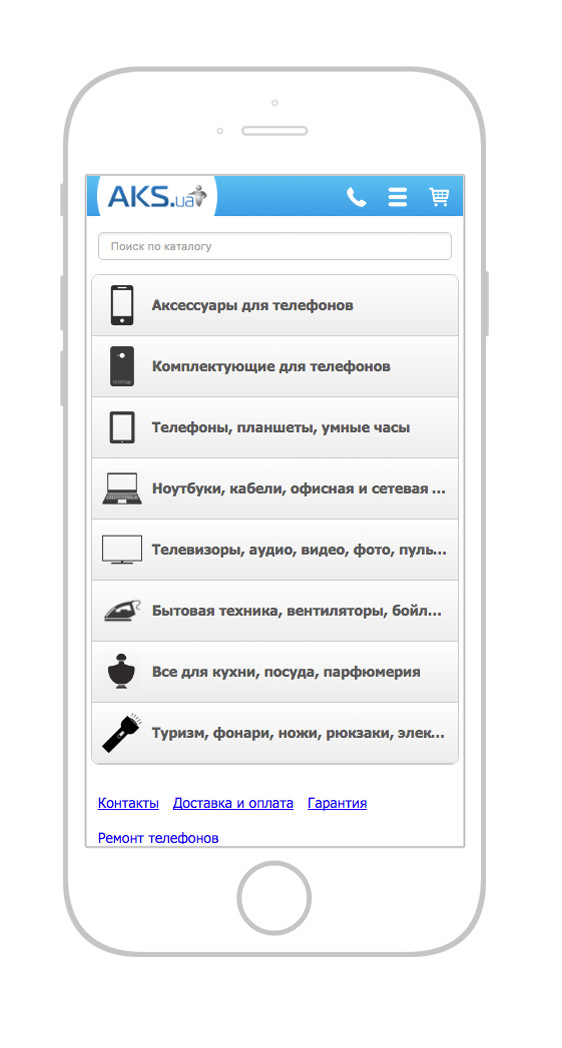 AKS.ua
Поиск по каталогу
Аксессуары для телефонов
Комплектующие для телефонов
Телефоны, планшеты, умные часы
Ноутбуки, кабели, офисная и сетевая ...
Телевизоры, аудио, видео, фото, пуль...
Бытовая техника, вентиляторы, бойл...
Все для кухни, посуда, парфюмерия
Туризм, фонари, ножи, рюкзаки, элек...
Контакты Доставка и оплата Гарантия
Ремонт телефонов